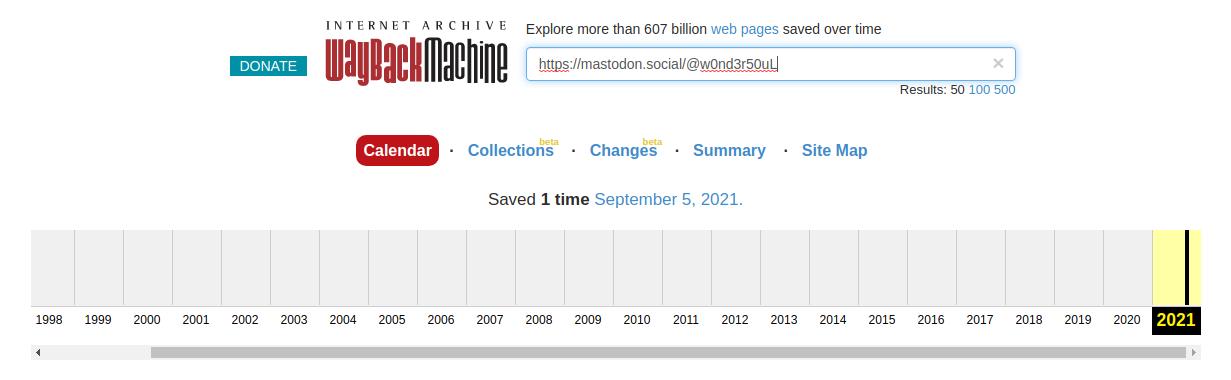 INTERNET ARCHIVE
WayBack Machine
DONATE
Explore more than 607 billion web pages saved over time
https://mastodon.social/@w0nd3r50uL
Results: 50 100 500
Calendar · Collections beta · Changes beta · Summary · Site Map
Saved 1 time September 5, 2021.
1998 1999 2000 2001 2002 2003 2004 2005 2006 2007 2008 2009 2010 2011 2012 2013 2014 2015 2016 2017 2018 2019 2020 2021